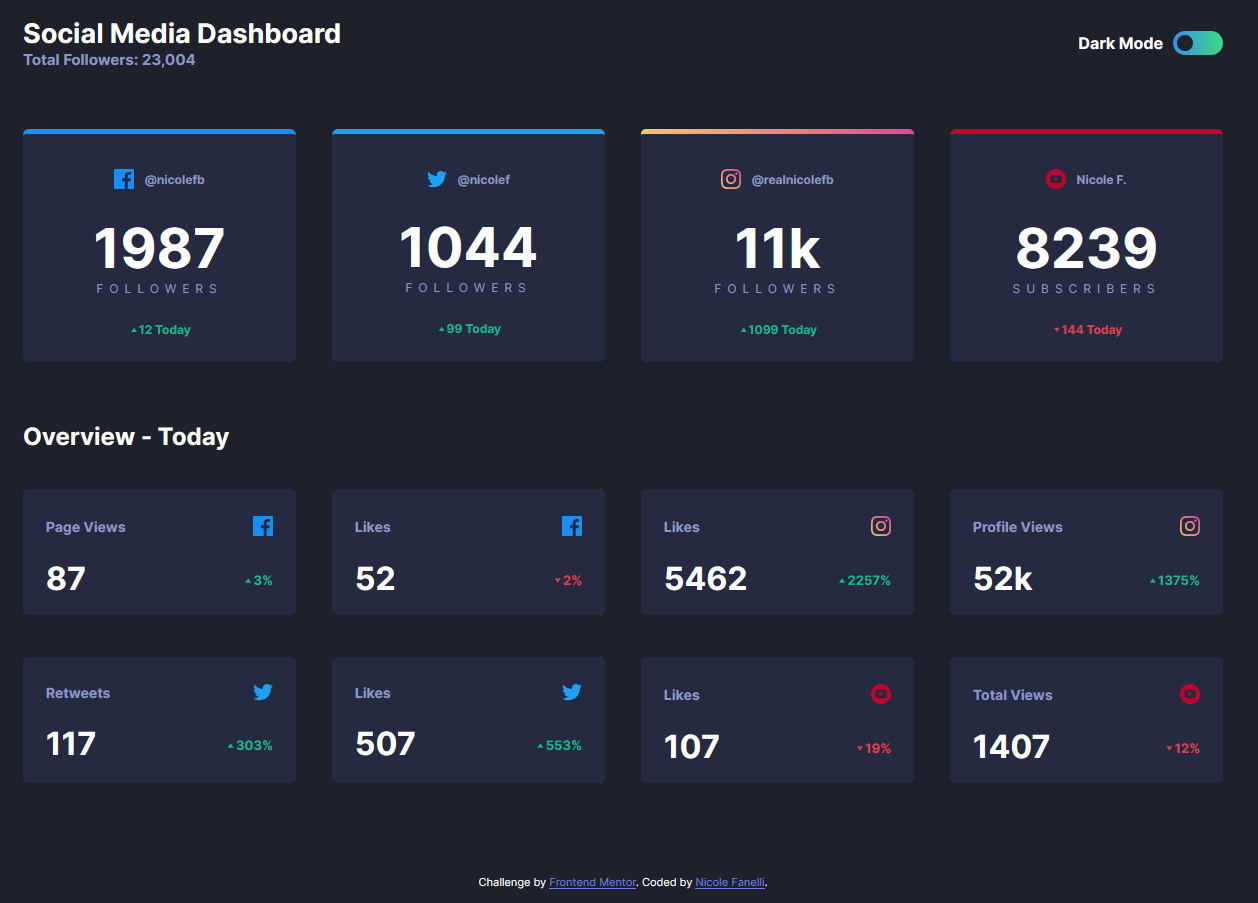 Social Media Dashboard
Total Followers: 23,004
Dark Mode
@nicolefb
1987
FOLLOWERS
12 Today
@nicolef
1044
FOLLOWERS
99 Today
@realnicolefb
11k
FOLLOWERS
1099 Today
Nicole F.
8239
SUBSCRIBERS
144 Today
Overview - Today
Page Views
87
3%
Likes
52
2%
Likes
5462
2257%
Profile Views
52k
1375%
Retweets
117
303%
Likes
507
553%
Likes
107
19%
Total Views
1407
12%
Challenge by Frontend Mentor. Coded by Nicole Fanelli.